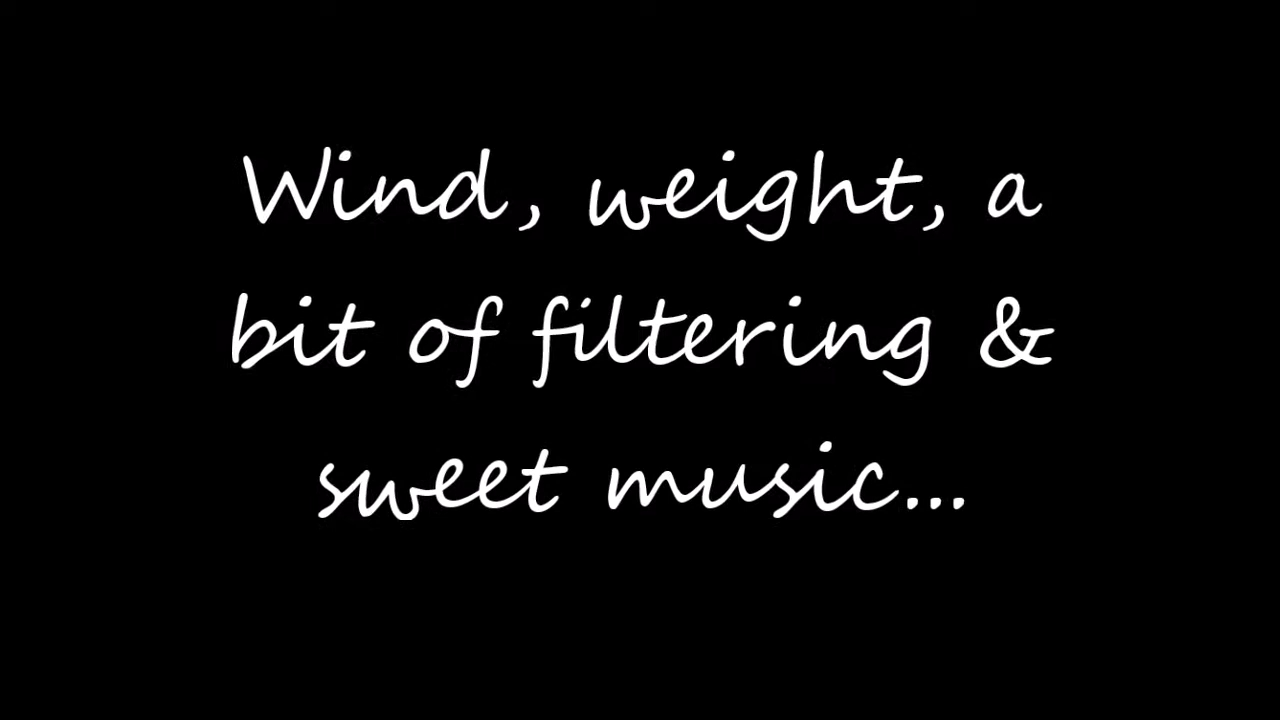 Wind, weight, a
bit of filtering &
sweet music...